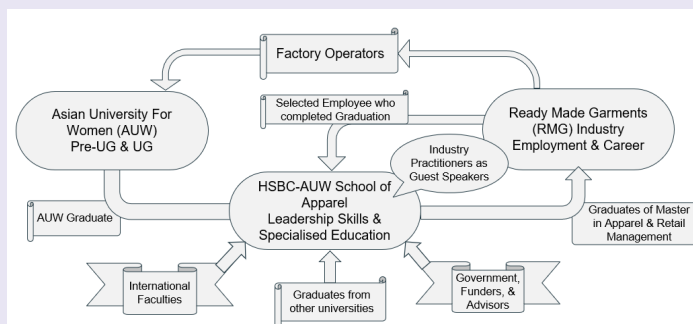 Factory Operators
Asian University For
Women (AUW)
Pre-UG & UG
Selected Employee who
completed Graduation
Ready Made Garments
(RMG) Industry
Employment & Career
Industry
Practitioners as
Guest Speakers
HSBC-AUW School of
Apparel
Leadership Skills &
Specialised Education
AUW Graduate
Graduates of Master
in Apparel & Retail
Management
International
Faculties
Graduates from
other universities
Government,
Funders, &
Advisors